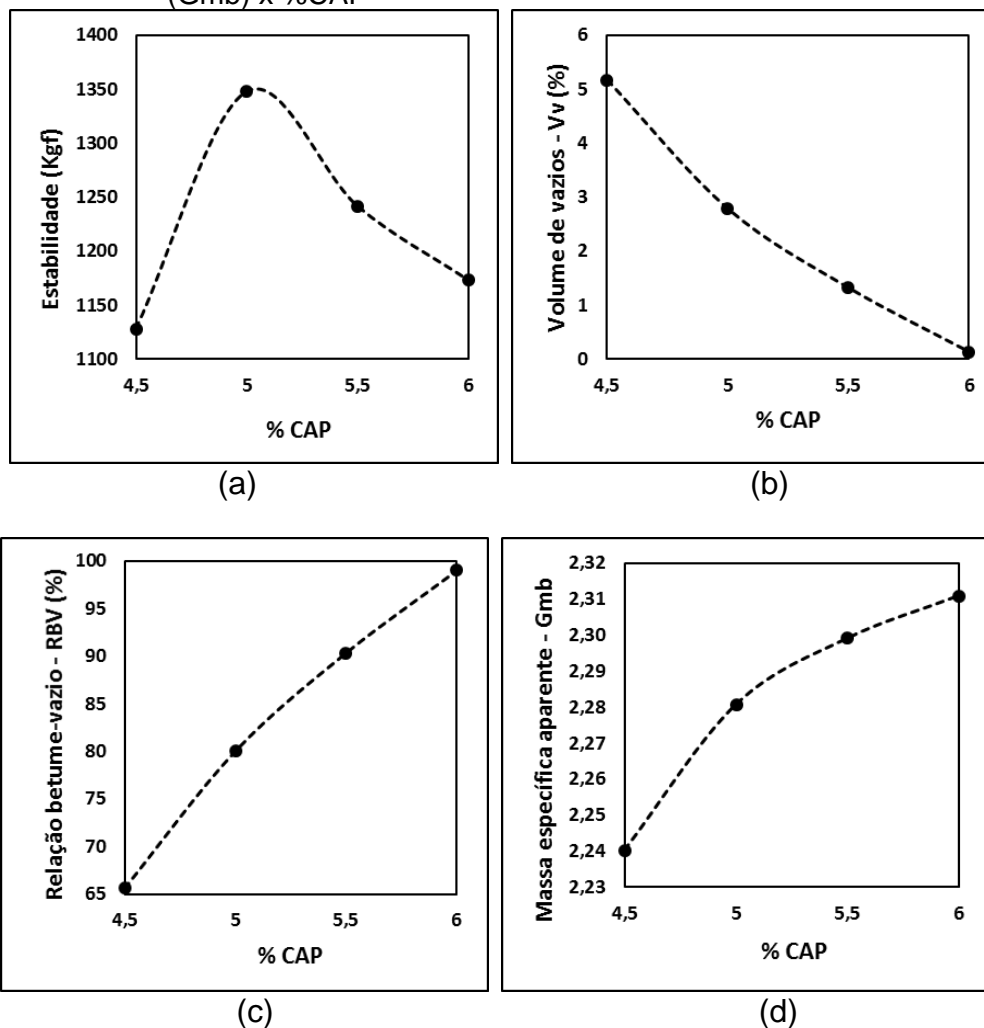 (Gmb) x %CAP
Estabilidade (Kgf)
1400
1350
1300
1250
1200
1150
1100
4,5 5 5,5 6
% CAP
(a)
Volume de vazios - Vv (%)
6
5
4
3
2
1
0
4,5 5 5,5 6
% CAP
(b)
Relação betume-vazio - RBV (%)
100
95
90
85
80
75
70
65
4,5 5 5,5 6
% CAP
(c)
Massa específica aparente - Gmb
2,32
2,31
2,30
2,29
2,28
2,27
2,26
2,25
2,24
2,23
4,5 5 5,5 6
% CAP
(d)